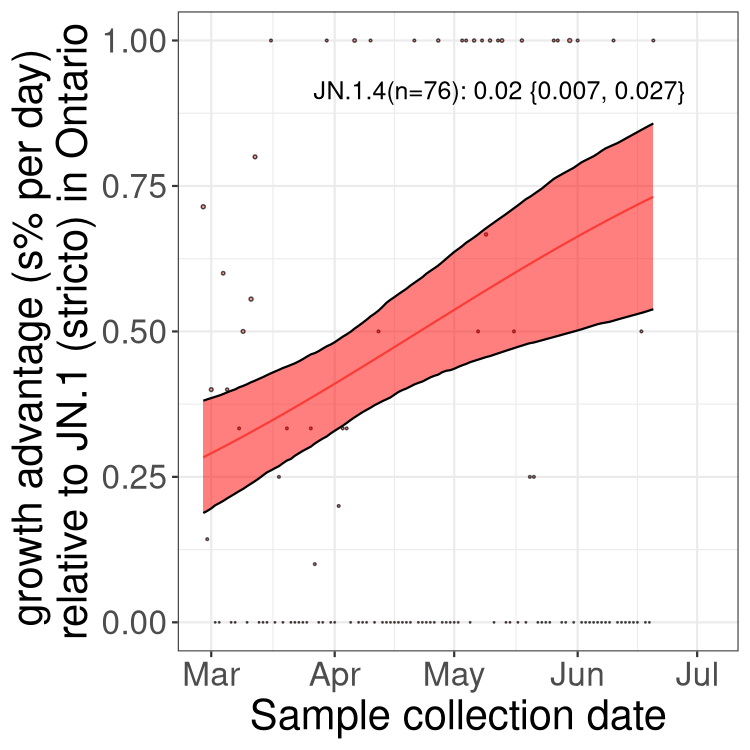 growth advantage (s% per day)
relative to JN.1 (stricto) in Ontario
1.00
0.75
0.50
0.25
0.00
JN.1.4(n=76): 0.02 {0.007, 0.027}
Mar Apr May Jun Jul
Sample collection date